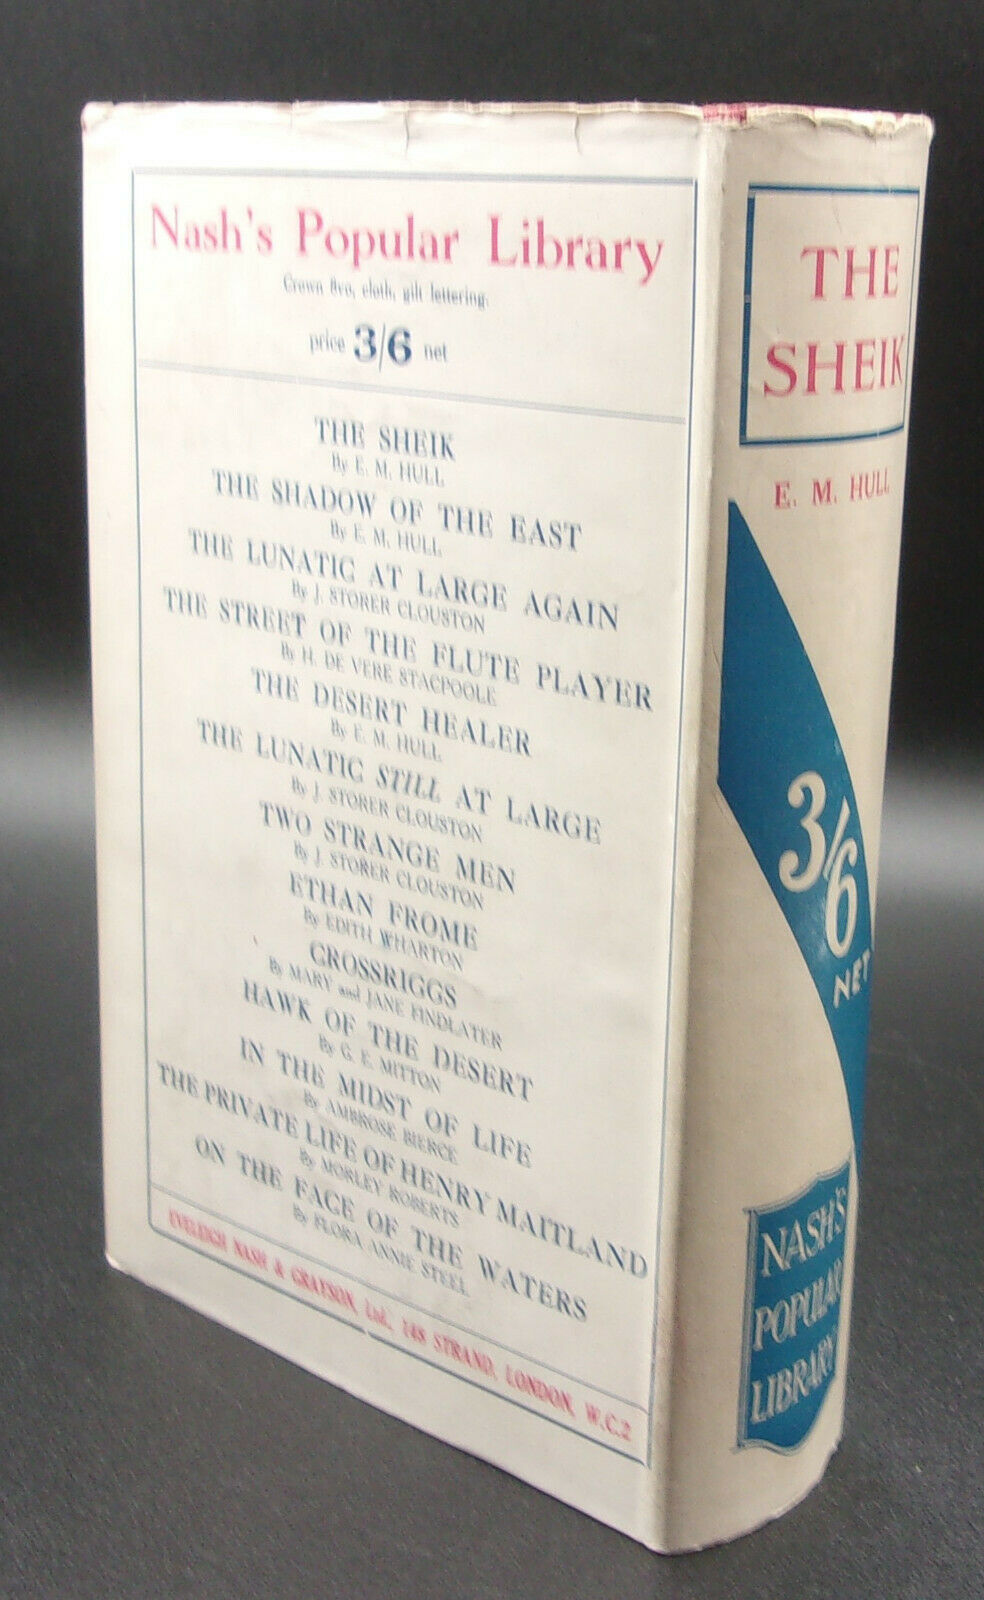 Nash's Popular Library
Crown 8vo, cloth, gilt lettering.
price 3/6 net
THE SHEIK
By E. M. HULL
THE SHADOW OF THE EAST
By E. M. HULL
THE LUNATIC AT LARGE AGAIN
By J. STORER CLOUSTON
THE STREET OF THE FLUTE PLAYER
By H. DE VERE STACPOOLE
THE DESERT HEALER
By E. M. HULL
THE LUNATIC STILL AT LARGE
By J. STORER CLOUSTON
TWO STRANGE MEN
By J. STORER CLOUSTON
ETHAN FROME
By EDITH WHARTON
CROSSRIGGS
By MARY and JANE FINDLATER
HAWK OF THE DESERT
By G. E. MITTON
IN THE MIDST OF LIFE
By AMBROSE BIERCE
THE PRIVATE LIFE OF HENRY MAITLAND
By MORLEY ROBERTS
ON THE FACE OF THE WATERS
By FLORA ANNIE STEEL
EVELEIGH NASH & GRAYSON, Ltd., 148 STRAND, LONDON, W.C.2
THE
SHEIK
E. M. HULL
3/6
NET
NASH'S
POPULAR
LIBRARY